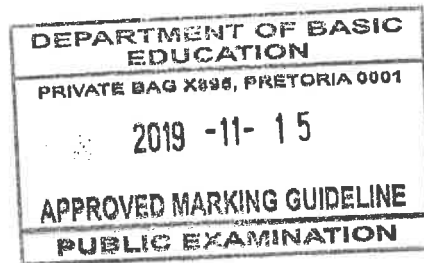 DEPARTMENT OF BASIC
EDUCATION
PRIVATE BAG X895, PRETORIA 0001
2019 -11- 15
APPROVED MARKING GUIDELINE
PUBLIC EXAMINATION